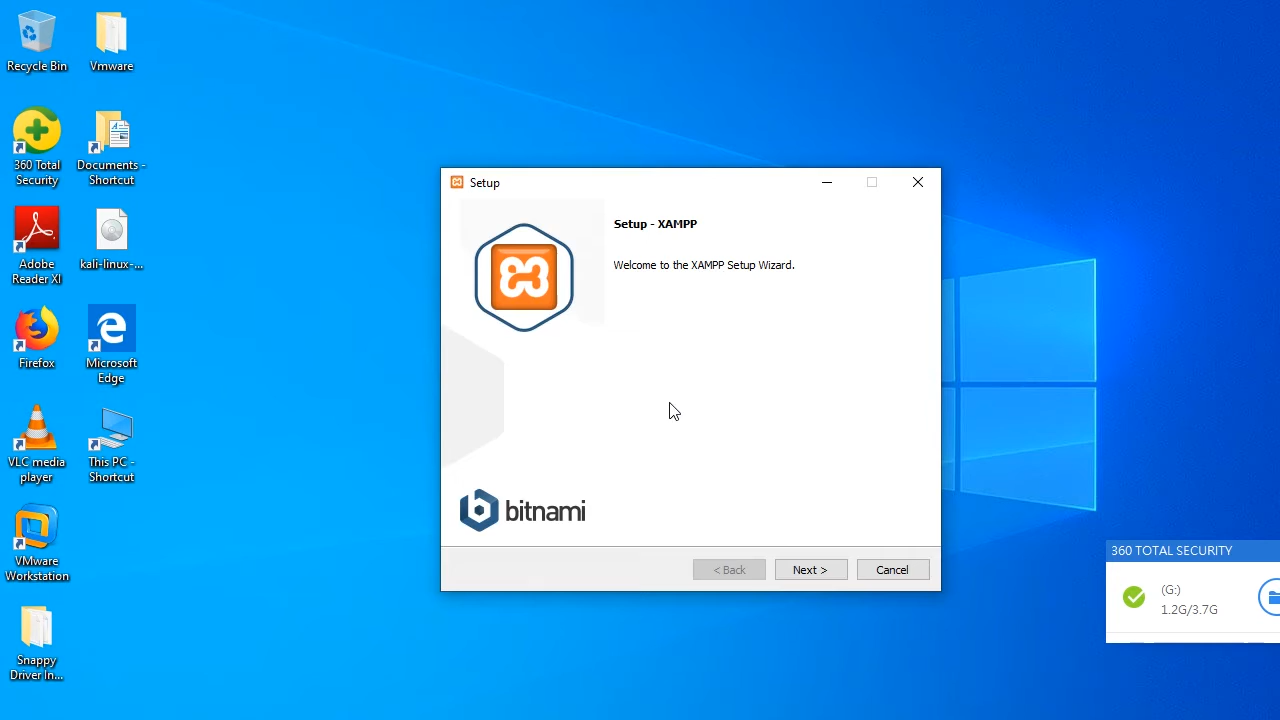 Recycle Bin
Vmware
360 Total
Security
Documents -
Shortcut
Adobe
Reader XI
kali-linux-...
Firefox
Microsoft
Edge
VLC media
player
This PC -
Shortcut
VMware
Workstation
Snappy
Driver In...
Setup
Setup - XAMPP
Welcome to the XAMPP Setup Wizard.
bitnami
< Back
Next >
Cancel
360 TOTAL SECURITY
(G:)
1.2G/3.7G